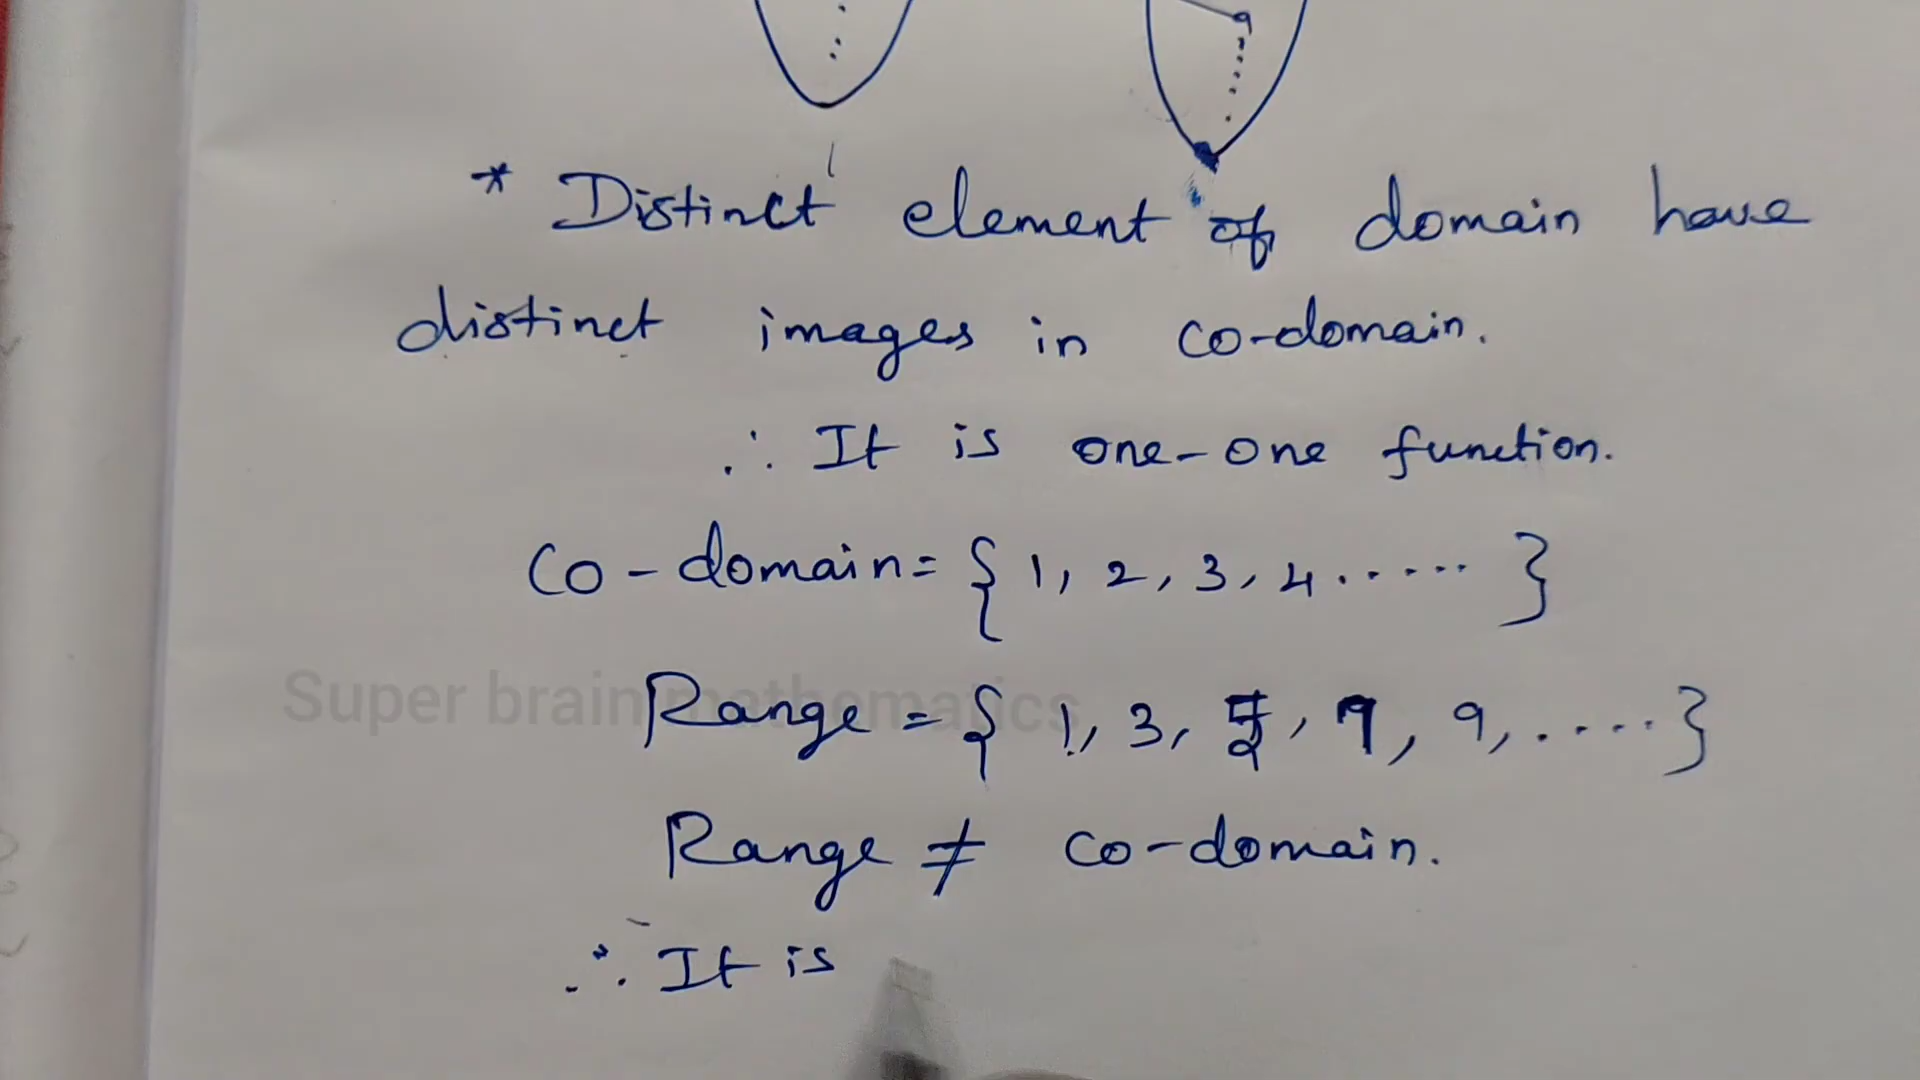 * Distinct element of domain have
distinct images in co-domain.
∴ It is one-one function.
Co-domain = { 1, 2, 3, 4 ..... }
Super brain mathematics
Range = { 1, 3, 5, 7, 9, ..... }
Range ≠ co-domain.
∴ It is